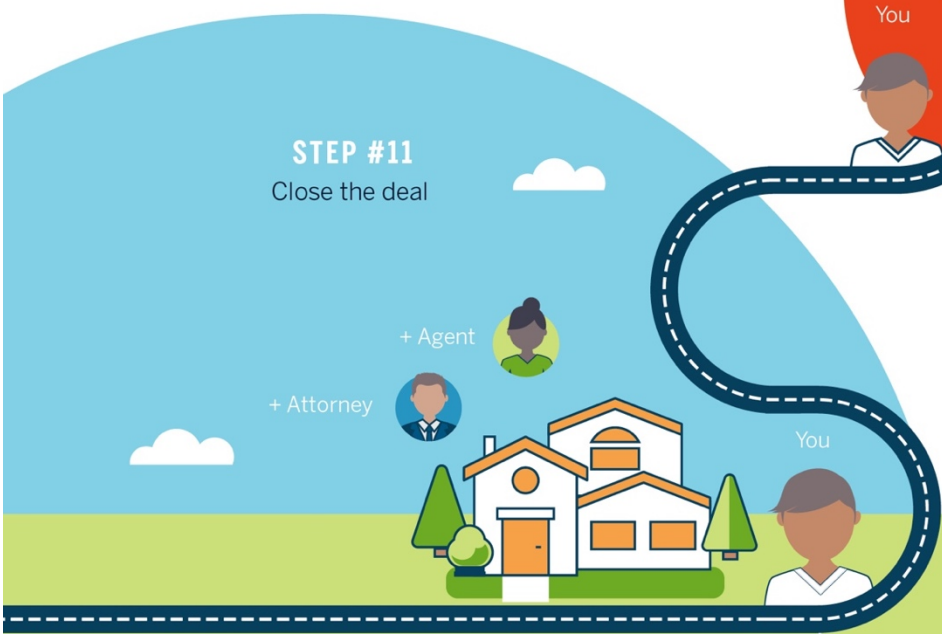 You
STEP #11
Close the deal
+ Agent
+ Attorney
You